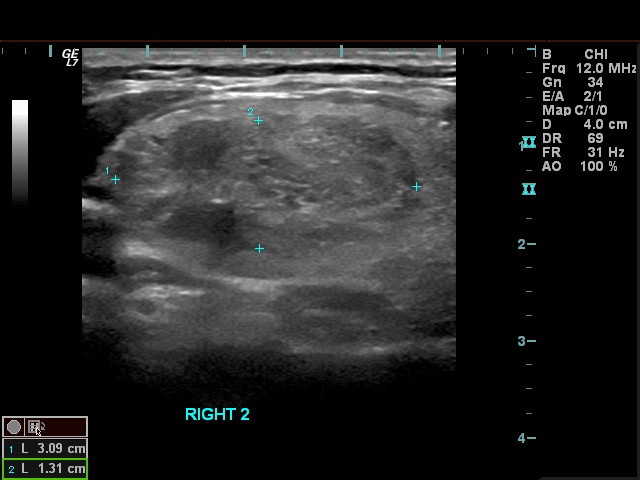 GE
L7
B CHI
Frq 12.0 MHz
Gn 34
E/A 2/1
Map C/1/0
D 4.0 cm
DR 69
FR 31 Hz
AO 100 %
1
2
3
4
2
1
RIGHT 2
1 L 3.09 cm
2 L 1.31 cm